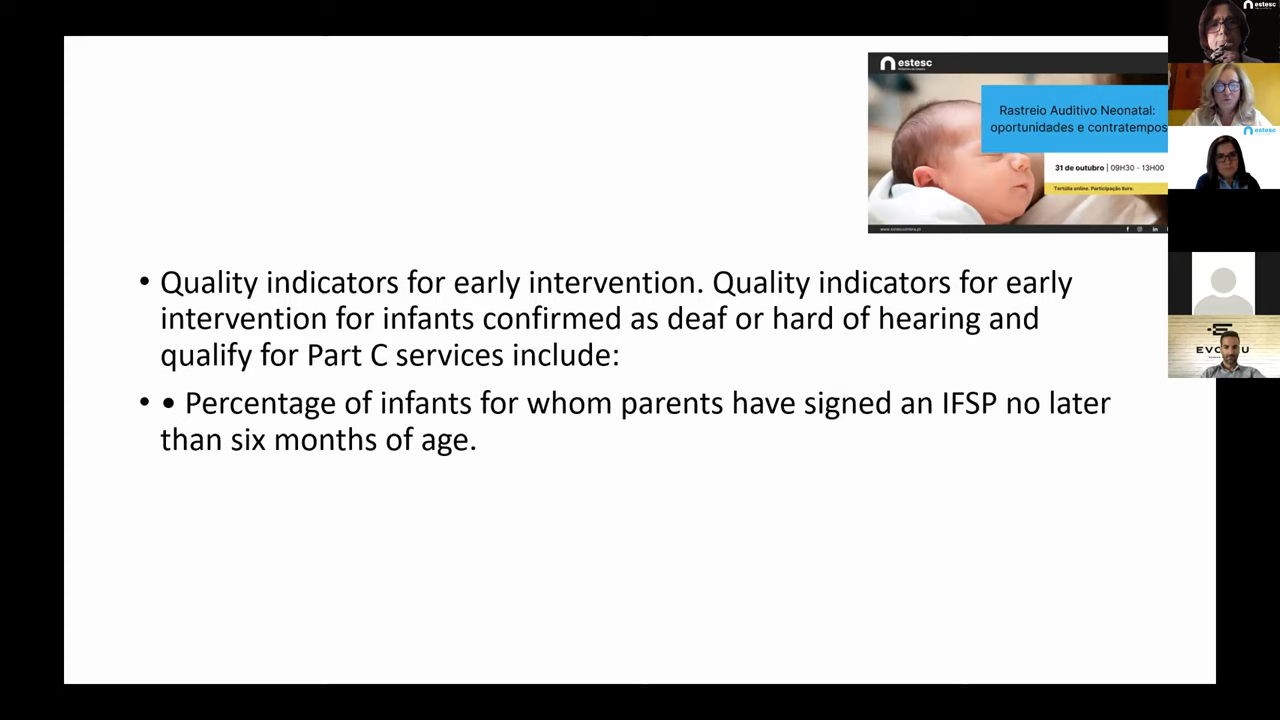 estesc
estesc
Rastreio Auditivo Neonatal:
oportunidades e contratempos
31 de outubro | 09H30 - 13H00
Tertúlia online. Participação livre.
estesc
• Quality indicators for early intervention. Quality indicators for early
intervention for infants confirmed as deaf or hard of hearing and
qualify for Part C services include:
• • Percentage of infants for whom parents have signed an IFSP no later
than six months of age.